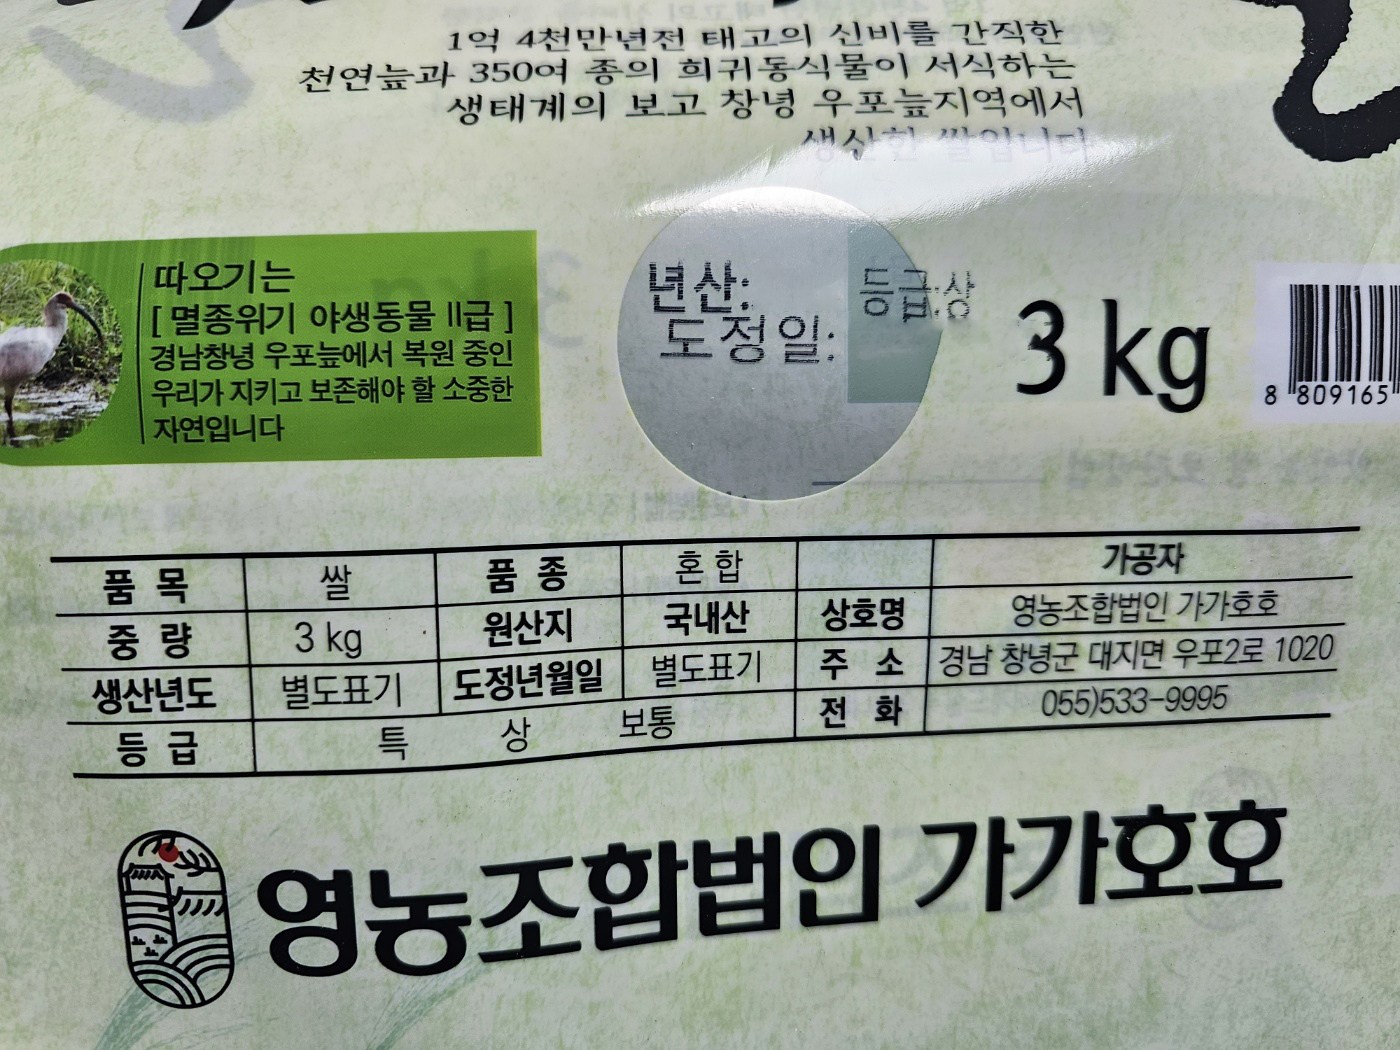 1억 4천만년전 태고의 신비를 간직한
천연늪과 350여 종의 희귀동식물이 서식하는
생태계의 보고 창녕 우포늪지역에서
생산한 쌀입니다
따오기는
[ 멸종위기 야생동물 II급 ]
경남창녕 우포늪에서 복원 중인
우리가 지키고 보존해야 할 소중한
자연입니다
년산:
도정일:
등급:상
3 kg
8 809165
품 목 쌀 품 종 혼 합 가공자
중 량 3 kg 원산지 국내산 상호명 영농조합법인 가가호호
생산년도 별도표기 도정년월일 별도표기 주 소 경남 창녕군 대지면 우포2로 1020
등 급 특 상 보통 전 화 055)533-9995
영농조합법인 가가호호